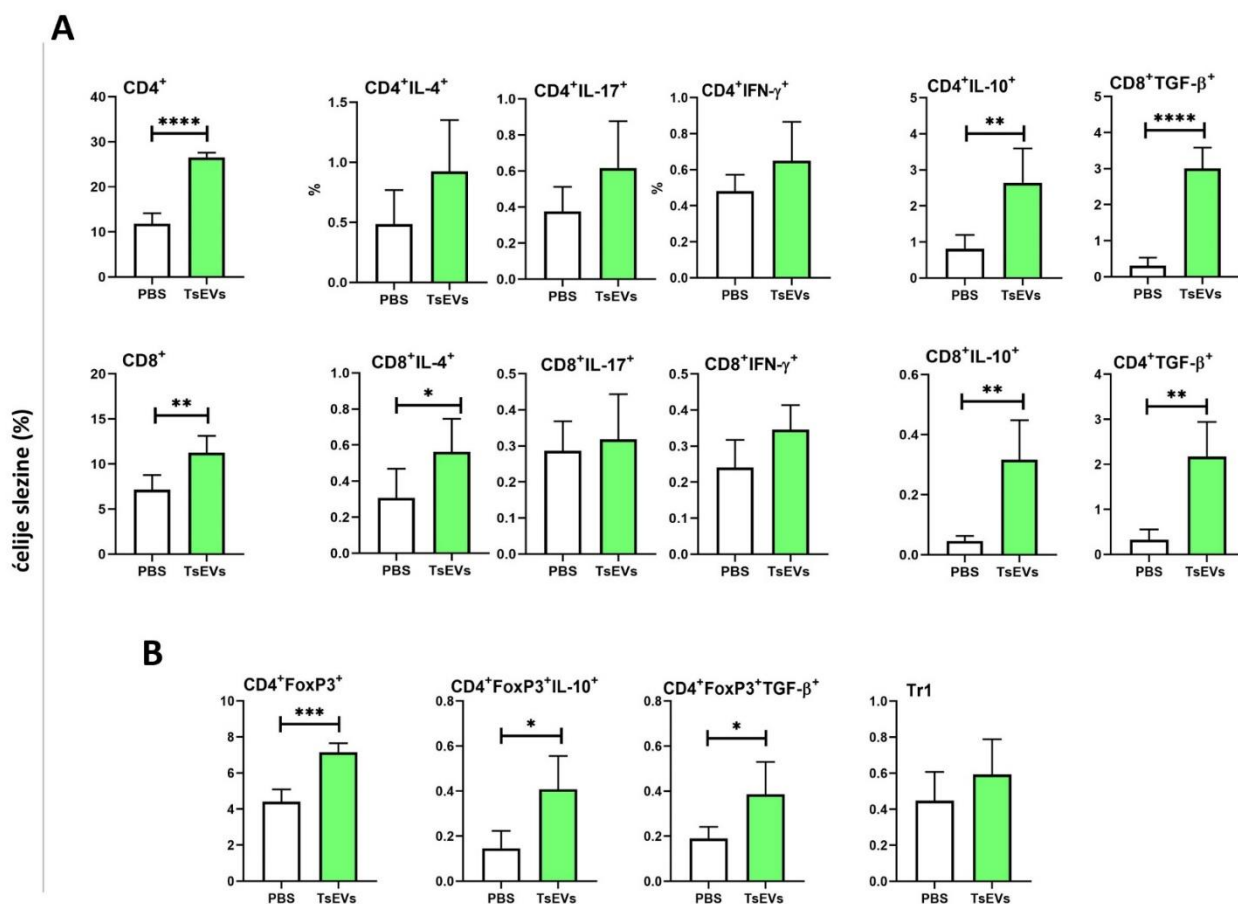 A
ćelije slezine (%)
CD4⁺
40
30
20
10
0
****
PBS TsEVs
CD4⁺IL-4⁺
%
1.5
1.0
0.5
0.0
PBS TsEVs
CD4⁺IL-17⁺
0.8
0.6
0.4
0.2
0.0
PBS TsEVs
CD4⁺IFN-γ⁺
%
1.0
0.8
0.6
0.4
0.2
0.0
PBS TsEVs
CD4⁺IL-10⁺
5
4
3
2
1
0
**
PBS TsEVs
CD8⁺TGF-β⁺
5
4
3
2
1
0
****
PBS TsEVs
CD8⁺
20
15
10
5
0
**
PBS TsEVs
CD8⁺IL-4⁺
1.0
0.8
0.6
0.4
0.2
0.0
*
PBS TsEVs
CD8⁺IL-17⁺
0.5
0.4
0.3
0.2
0.1
0.0
PBS TsEVs
CD8⁺IFN-γ⁺
0.5
0.4
0.3
0.2
0.1
0.0
PBS TsEVs
CD8⁺IL-10⁺
0.6
0.4
0.2
0.0
**
PBS TsEVs
CD4⁺TGF-β⁺
4
3
2
1
0
**
PBS TsEVs
B
CD4⁺FoxP3⁺
10
8
6
4
2
0
***
PBS TsEVs
CD4⁺FoxP3⁺IL-10⁺
0.8
0.6
0.4
0.2
0.0
*
PBS TsEVs
CD4⁺FoxP3⁺TGF-β⁺
0.8
0.6
0.4
0.2
0.0
*
PBS TsEVs
Tr1
1.0
0.8
0.6
0.4
0.2
0.0
PBS TsEVs